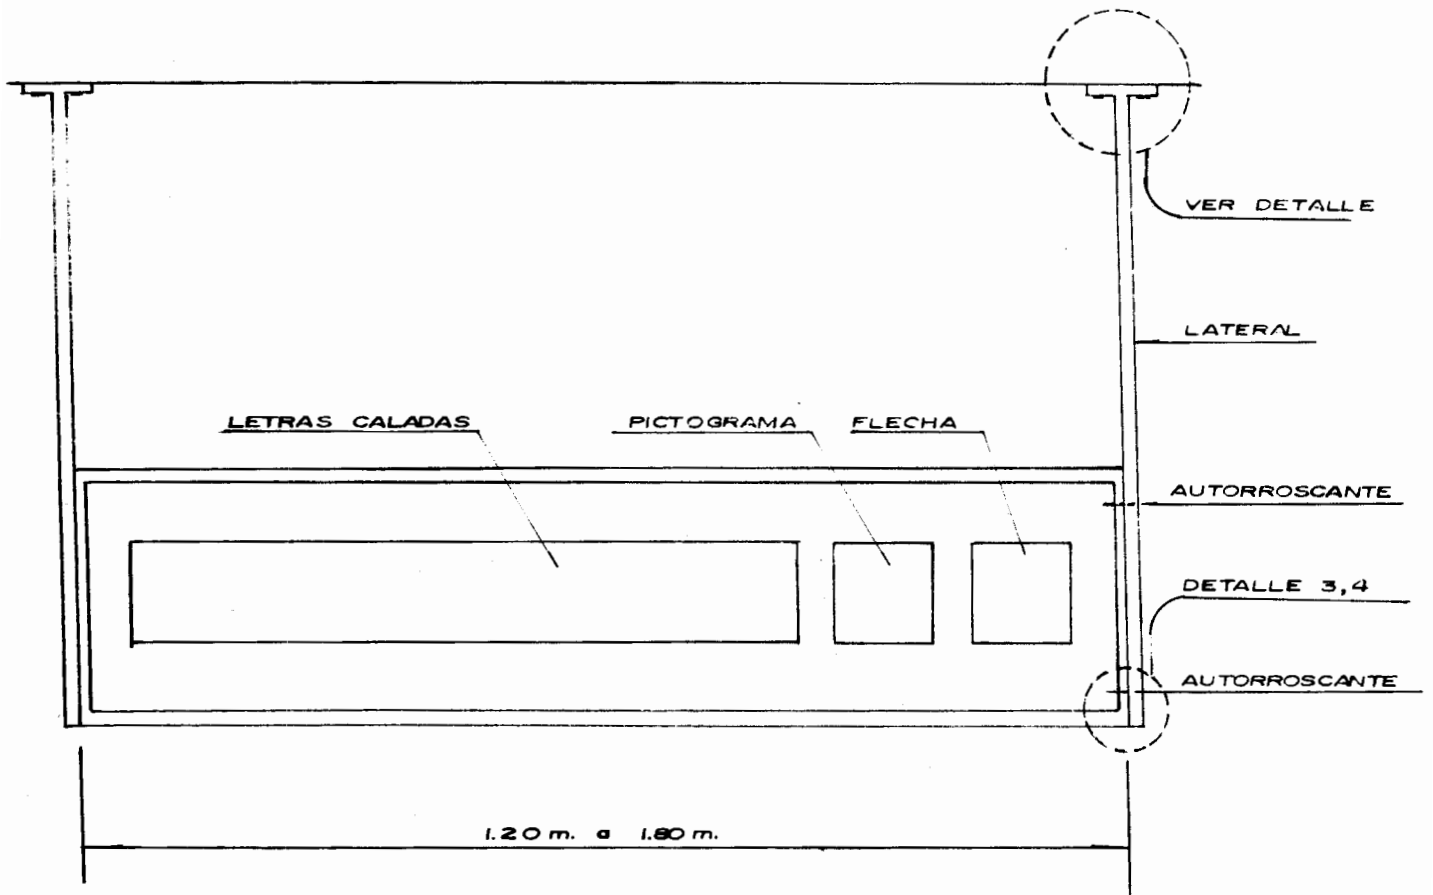 VER DETALLE
LATERAL
LETRAS CALADAS
PICTOGRAMA
FLECHA
AUTORROSCANTE
DETALLE 3,4
AUTORROSCANTE
1.20 m. a 1.80 m.